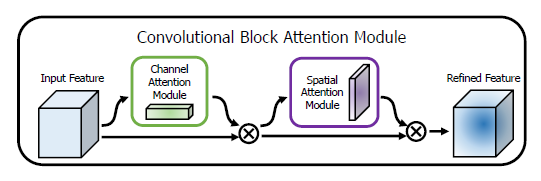 Convolutional Block Attention Module
Input Feature
Channel
Attention
Module
Spatial
Attention
Module
Refined Feature